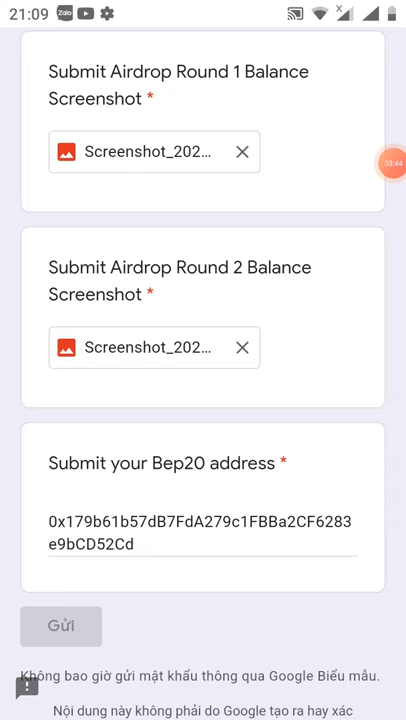 21:09
Zalo
x
Submit Airdrop Round 1 Balance
Screenshot *
Screenshot_202...
03:44
Submit Airdrop Round 2 Balance
Screenshot *
Screenshot_202...
Submit your Bep20 address *
0x179b61b57dB7FdA279c1FBBa2CF6283
e9bCD52Cd
Gửi
Không bao giờ gửi mật khẩu thông qua Google Biểu mẫu.
Nội dung này không phải do Google tạo ra hay xác